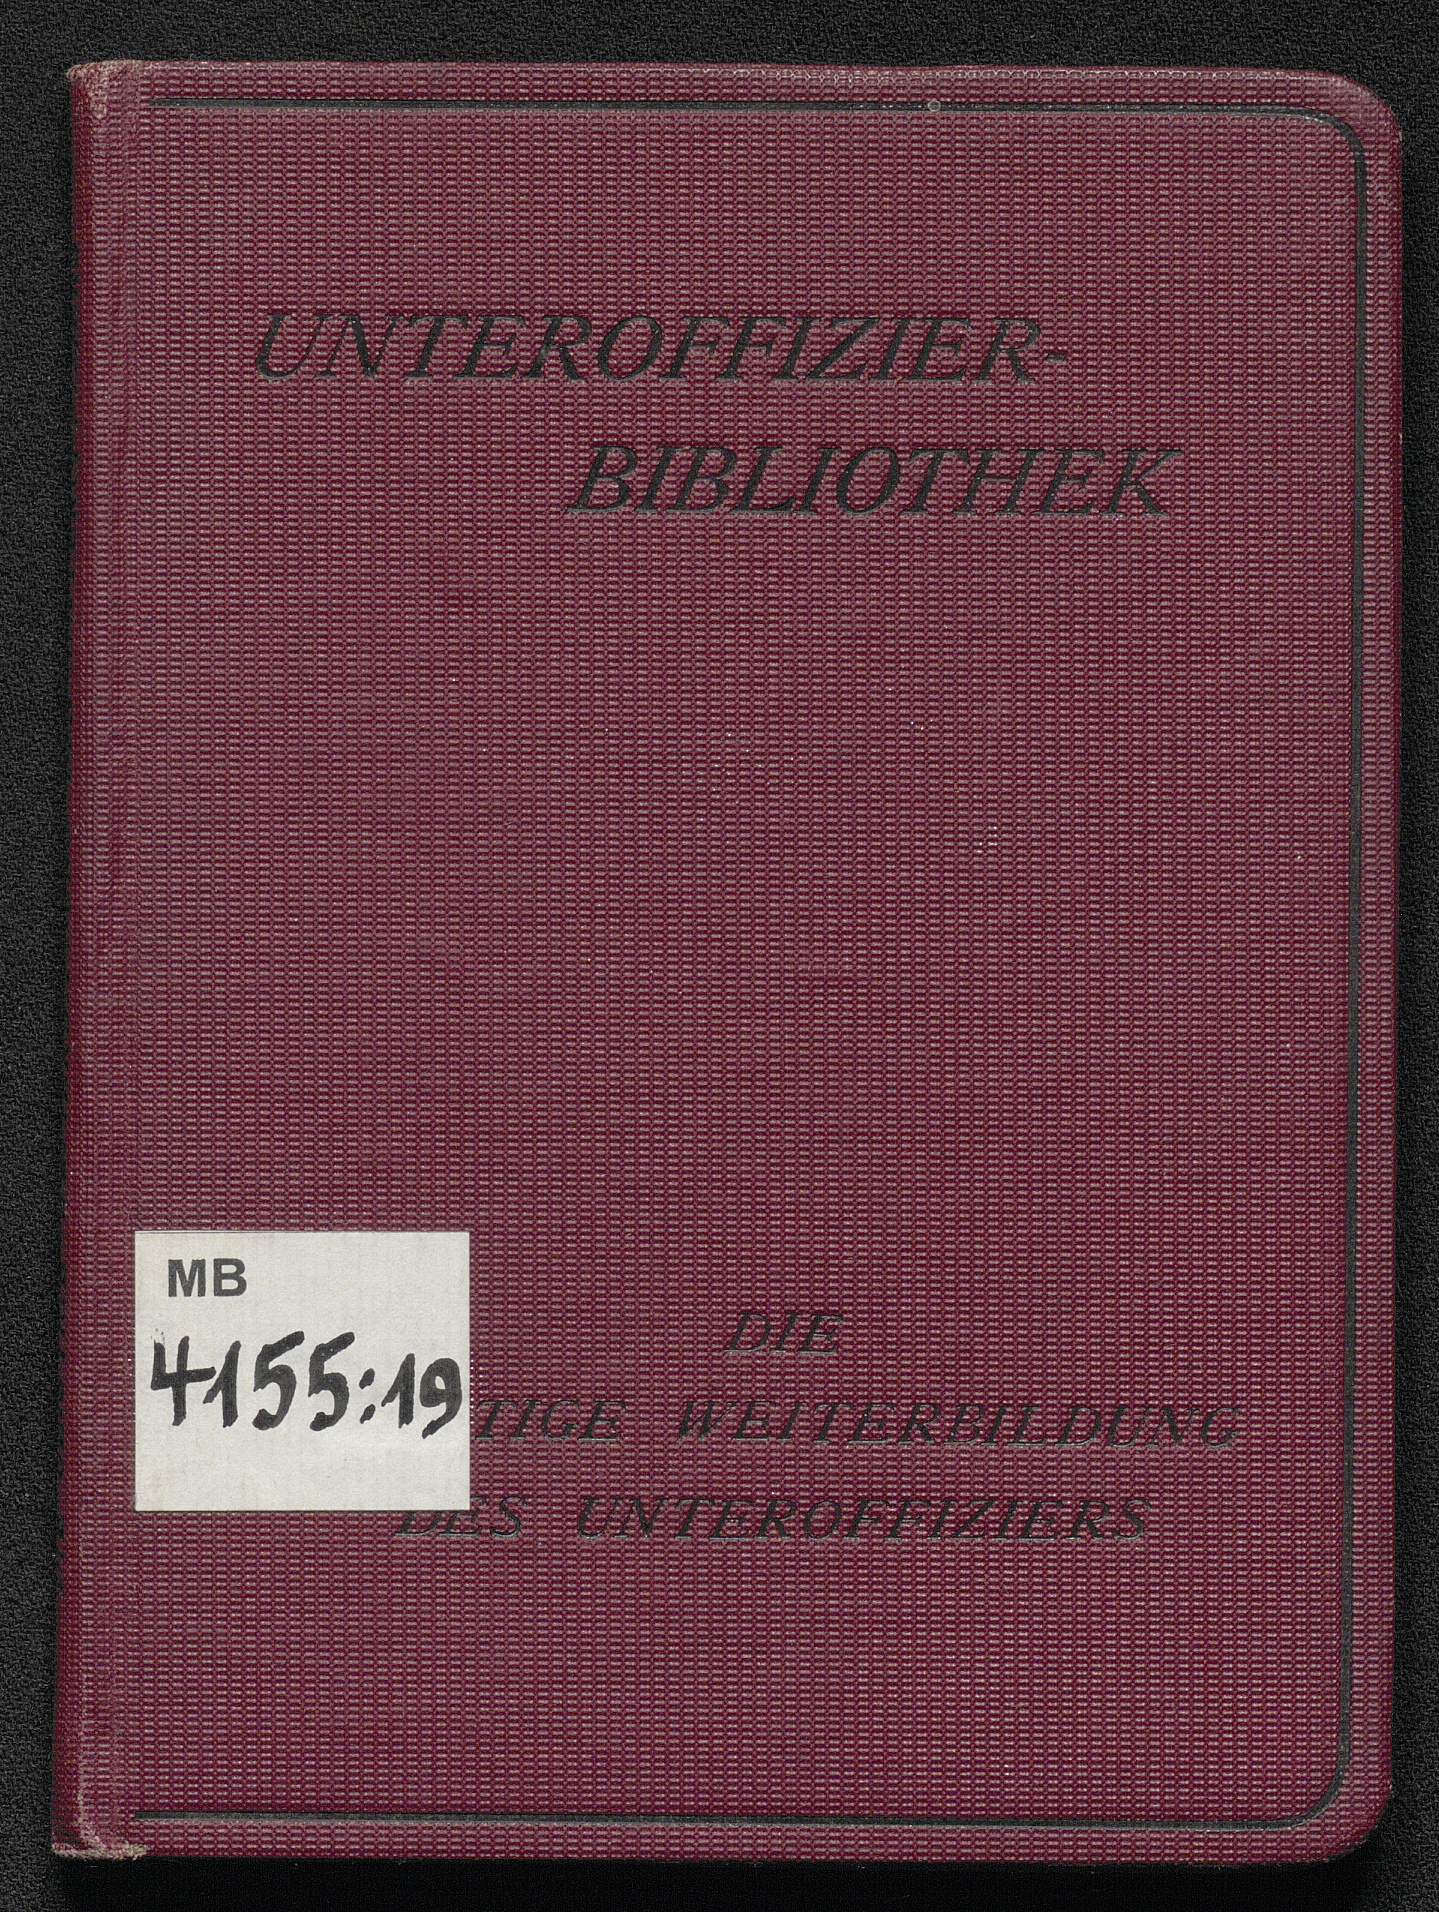 UNTEROFFIZIER-
BIBLIOTHEK
MB
4155:19
DIE
TIGE WEITERBILDUNG
DES UNTEROFFIZIERS